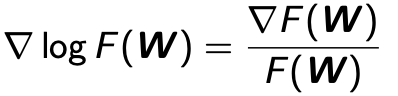 ∇ log F(W) = ∇F(W) / F(W)